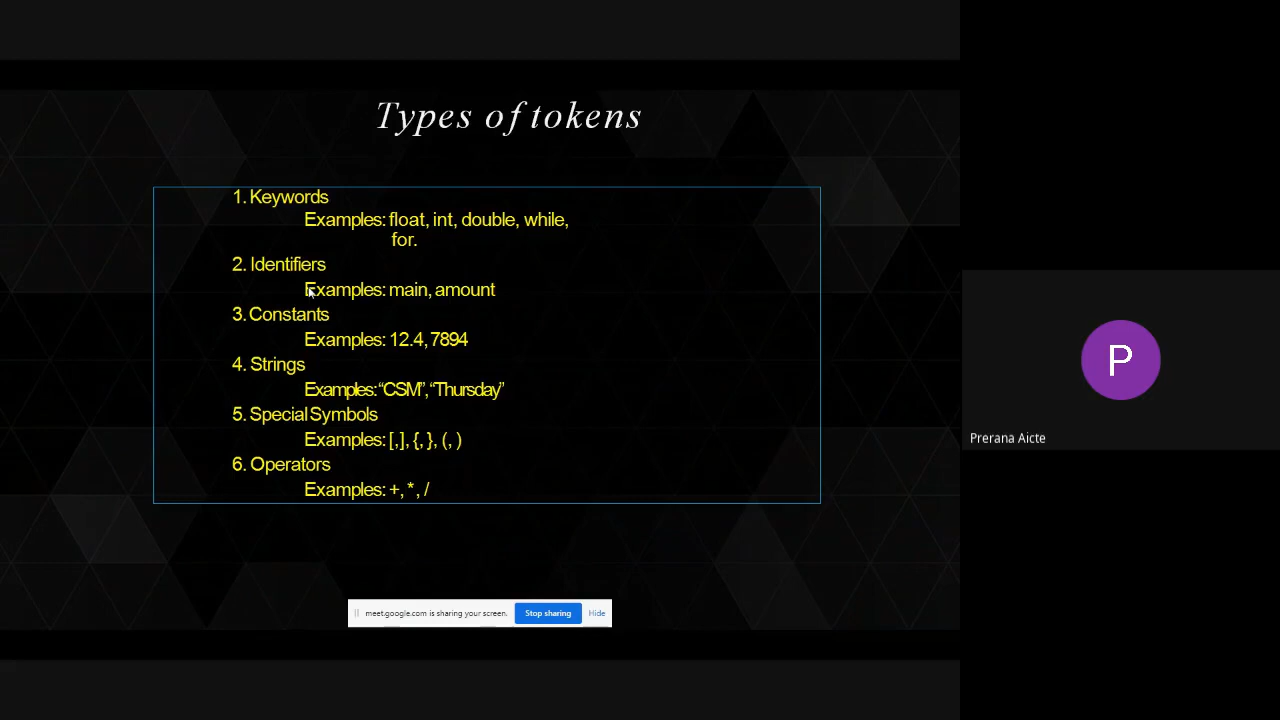 Types of tokens
1. Keywords
Examples: float, int, double, while,
for.
2. Identifiers
Examples: main, amount
3. Constants
Examples: 12.4, 7894
4. Strings
Examples: “CSM”, “Thursday”
5. Special Symbols
Examples: [,], {, }, (, )
6. Operators
Examples: +, *, /
meet.google.com is sharing your screen. Stop sharing Hide
P
Prerana Aicte